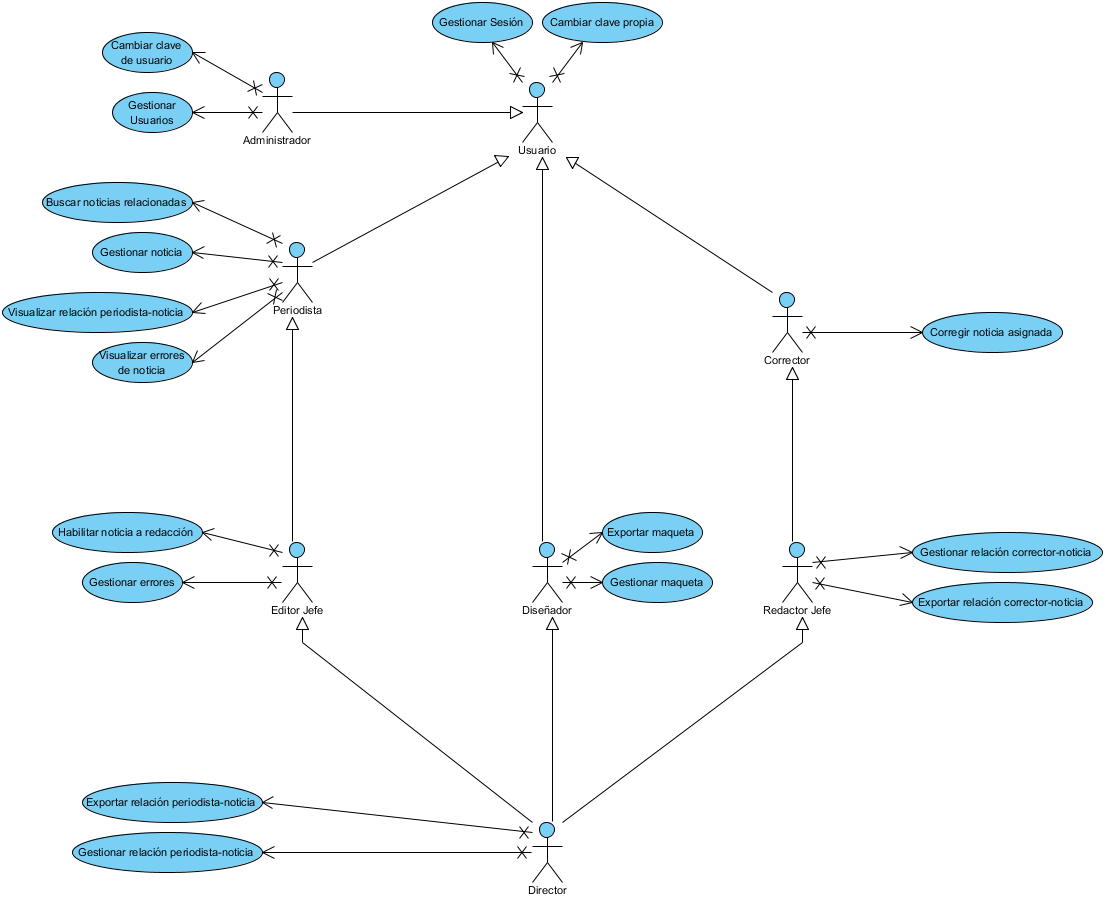 Gestionar Sesión
Cambiar clave propia
Cambiar clave
de usuario
Gestionar
Usuarios
Administrador
Usuario
Buscar noticias relacionadas
Gestionar noticia
Visualizar relación periodista-noticia
Visualizar errores
de noticia
Periodista
Corrector
Corregir noticia asignada
Habilitar noticia a redacción
Gestionar errores
Editor Jefe
Exportar maqueta
Gestionar maqueta
Diseñador
Gestionar relación corrector-noticia
Exportar relación corrector-noticia
Redactor Jefe
Exportar relación periodista-noticia
Gestionar relación periodista-noticia
Director